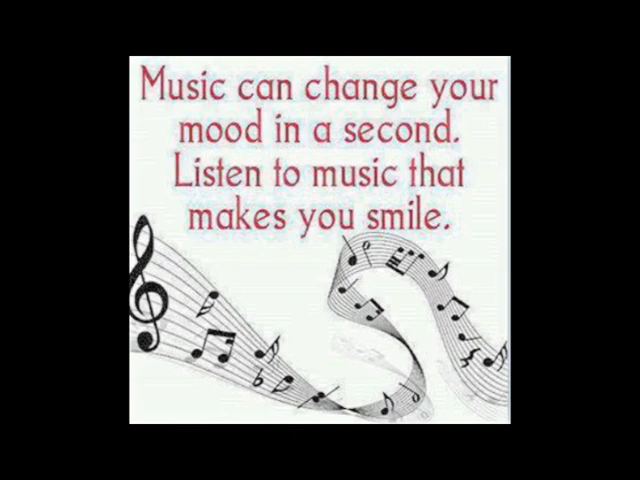 Music can change your
mood in a second.
Listen to music that
makes you smile.